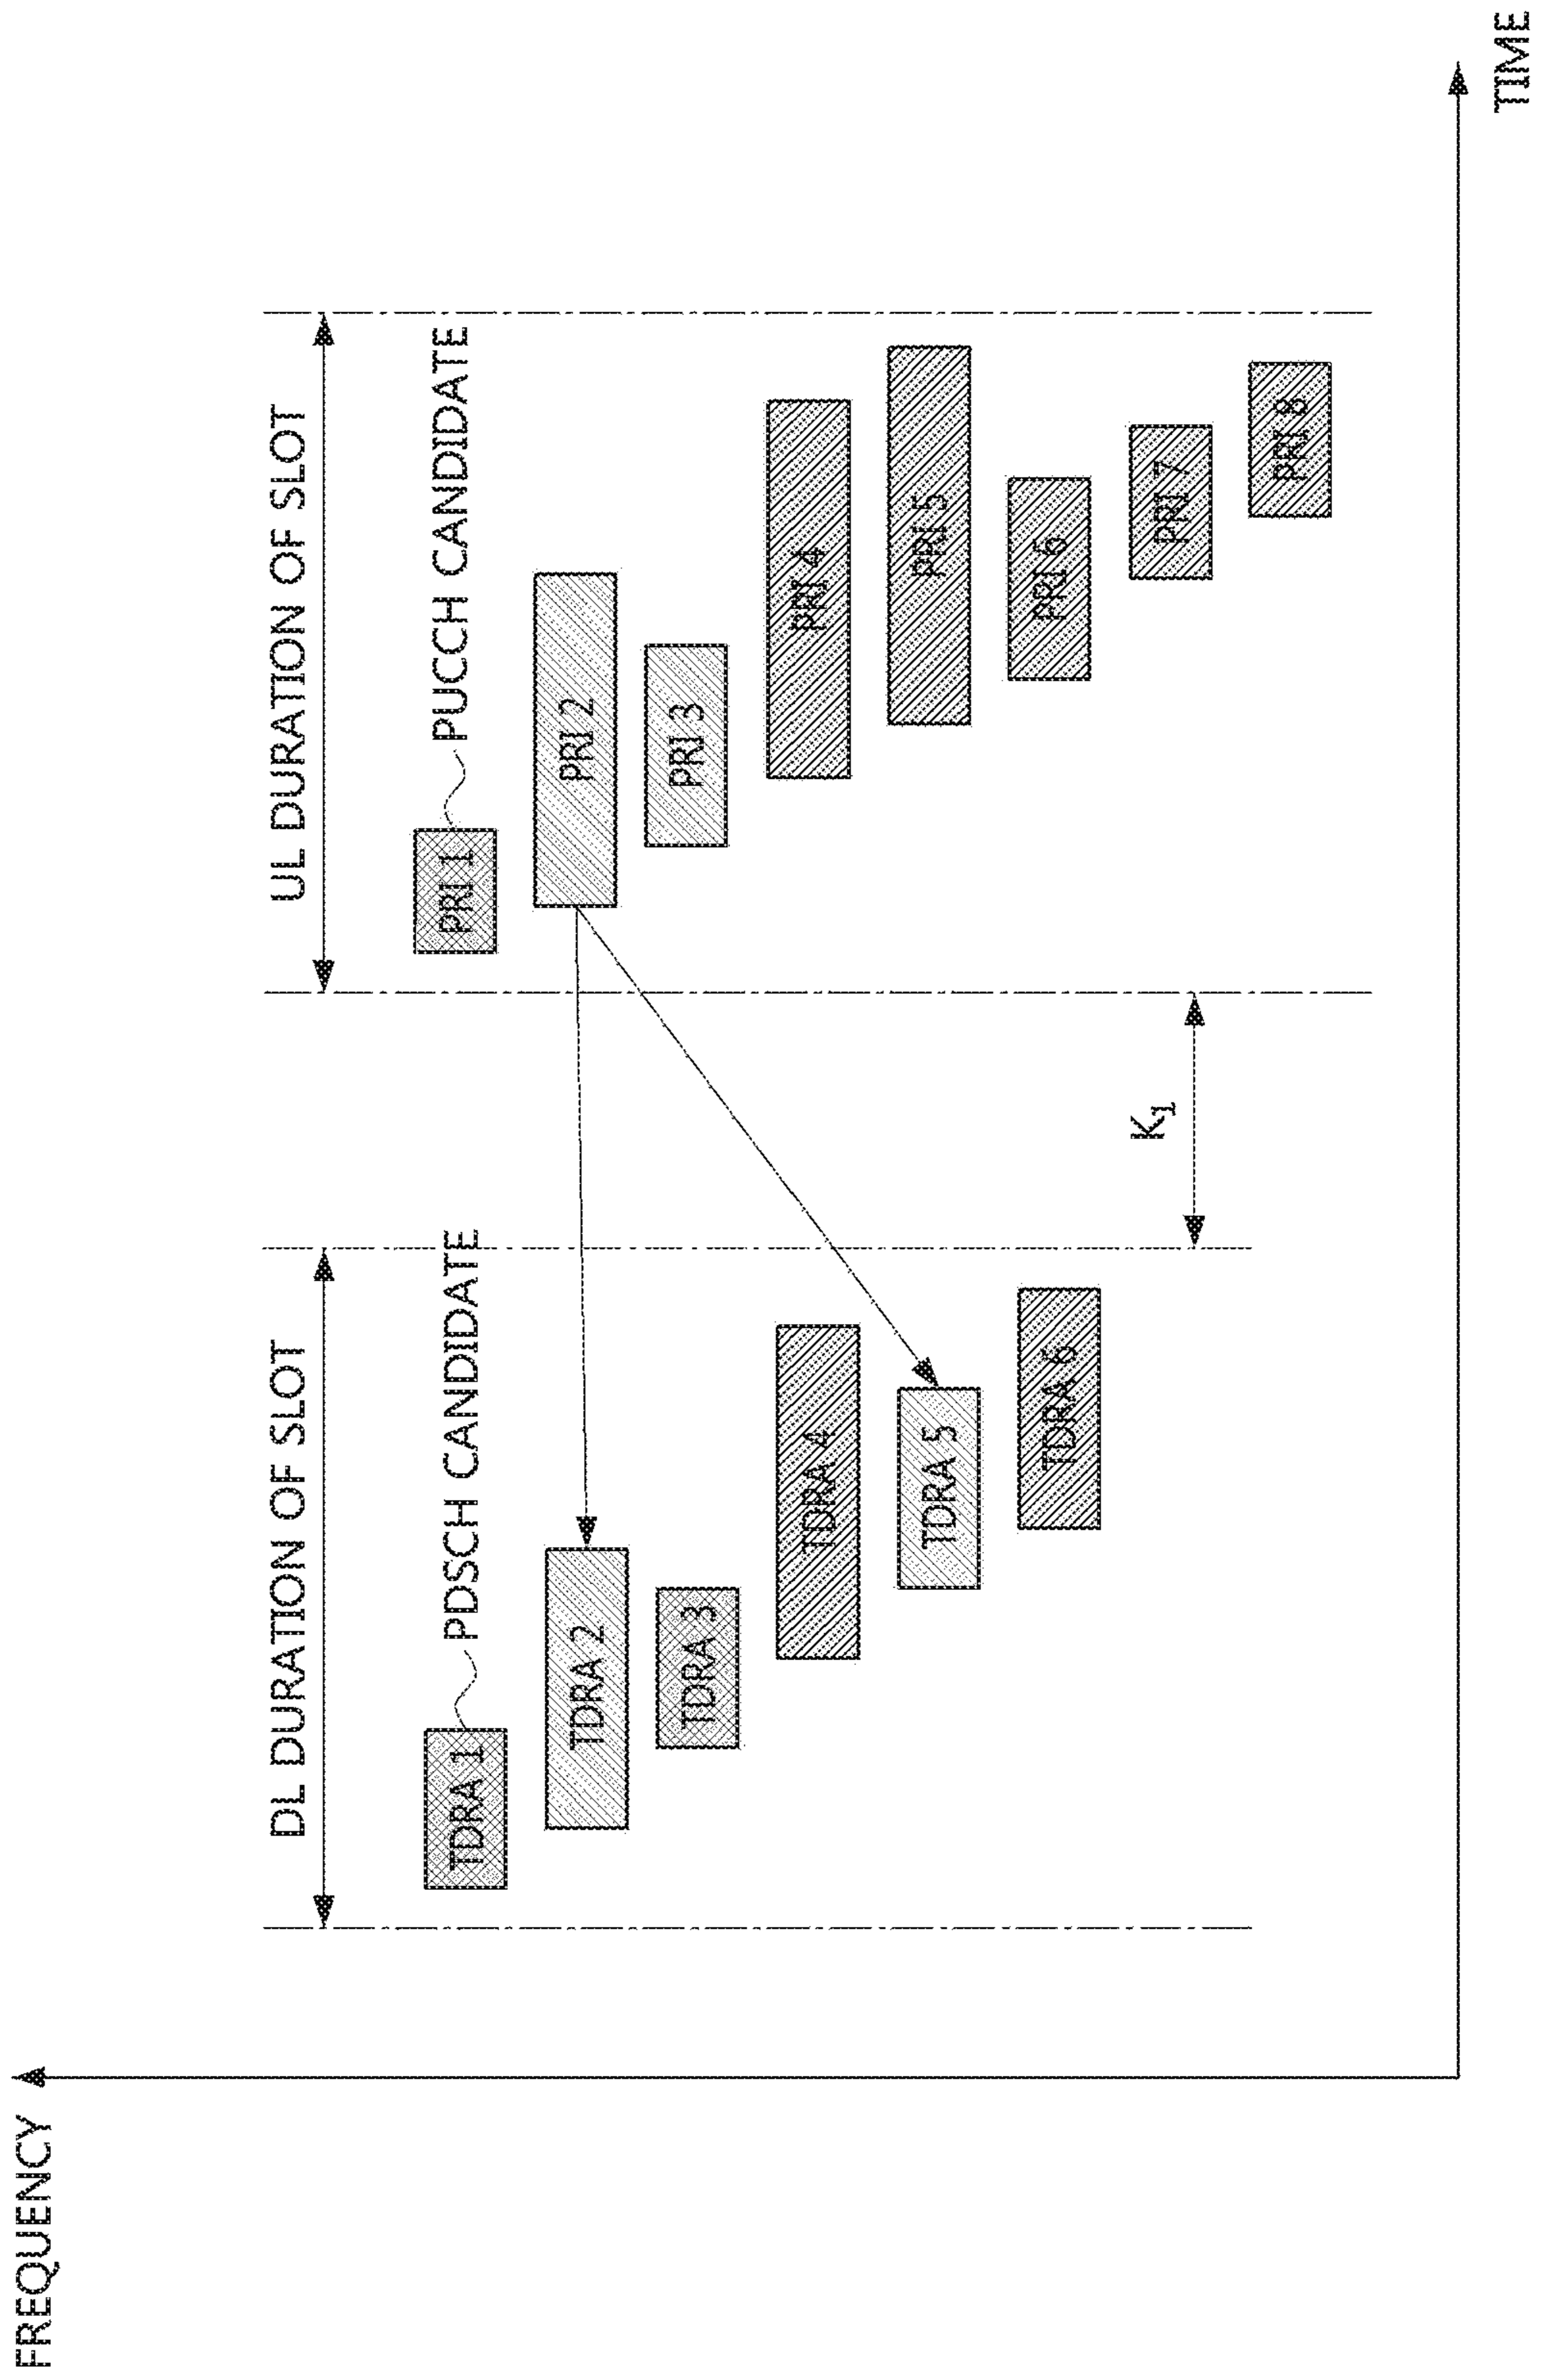 FREQUENCY
DL DURATION OF SLOT
UL DURATION OF SLOT
PDSCH CANDIDATE
PUCCH CANDIDATE
TDRA 1
TDRA 2
TDRA 3
TDRA 4
TDRA 5
TDRA 6
PRI 1
PRI 2
PRI 3
PRI 4
PRI 5
PRI 6
PRI 7
PRI 8
K1
TIME